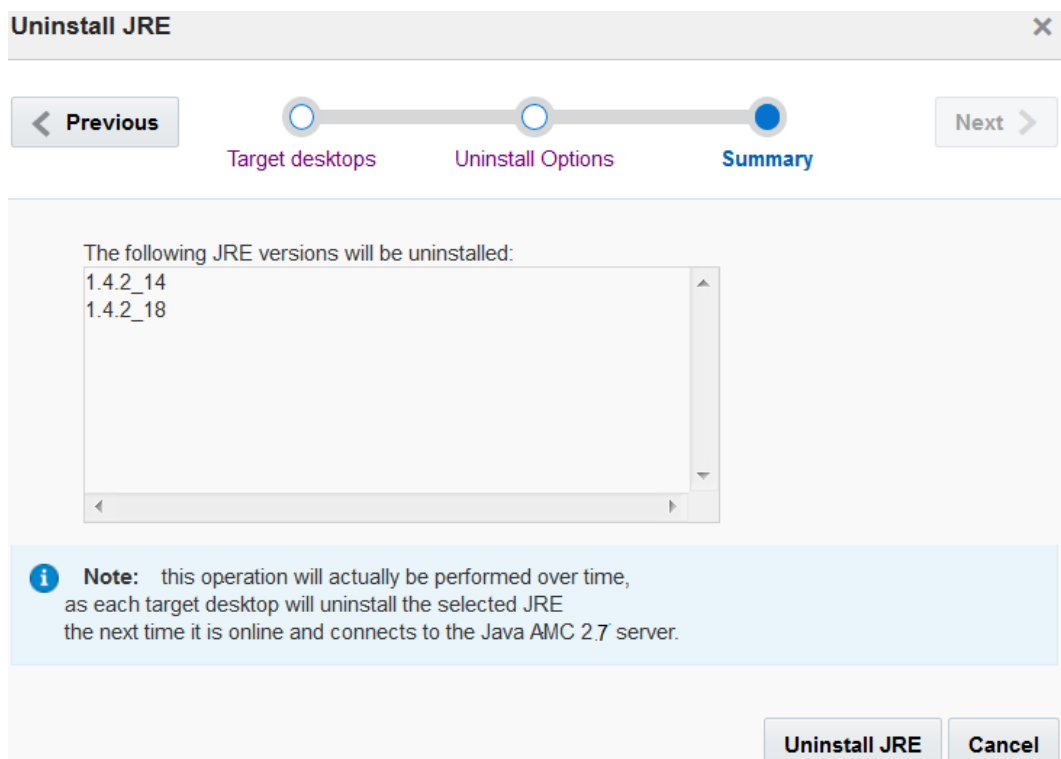 Uninstall JRE
Previous
Next
Target desktops
Uninstall Options
Summary
The following JRE versions will be uninstalled:
1.4.2_14
1.4.2_18
Note: this operation will actually be performed over time,
as each target desktop will uninstall the selected JRE
the next time it is online and connects to the Java AMC 2.7 server.
Uninstall JRE
Cancel